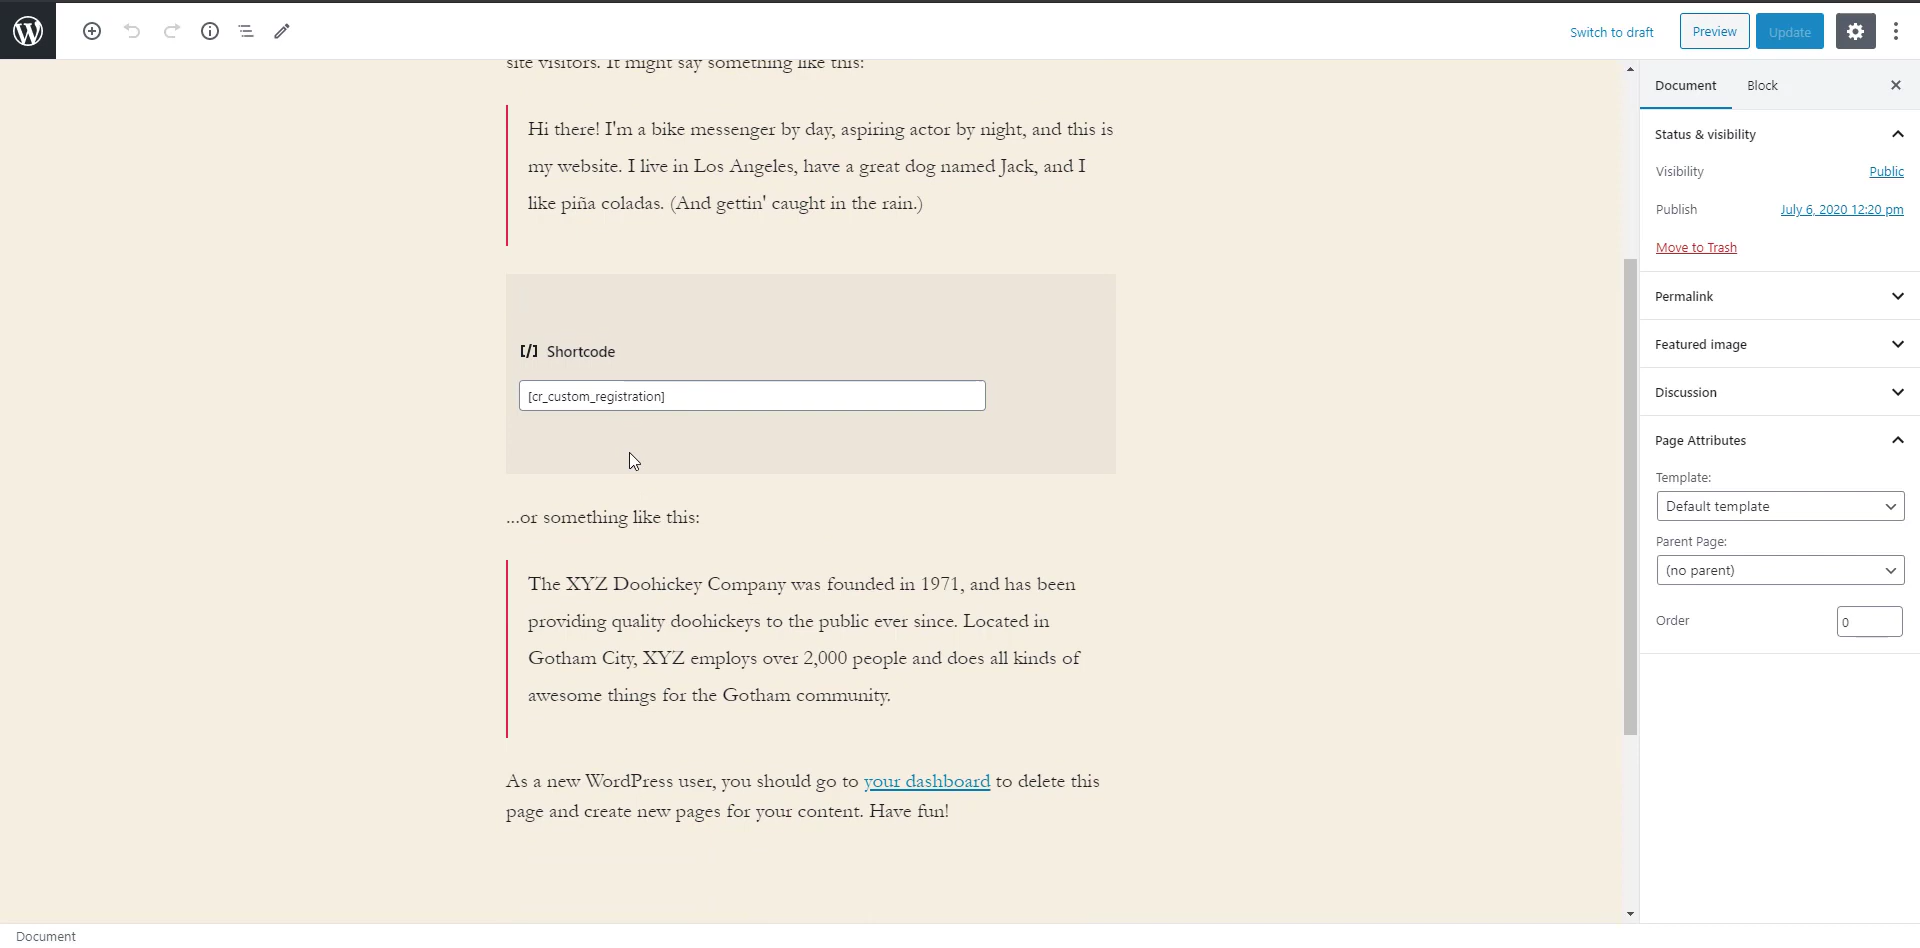 Switch to draft
Preview
Update
site visitors. It might say something like this:
Hi there! I'm a bike messenger by day, aspiring actor by night, and this is
my website. I live in Los Angeles, have a great dog named Jack, and I
like piña coladas. (And gettin' caught in the rain.)
[/] Shortcode
[cr_custom_registration]
...or something like this:
The XYZ Doohickey Company was founded in 1971, and has been
providing quality doohickeys to the public ever since. Located in
Gotham City, XYZ employs over 2,000 people and does all kinds of
awesome things for the Gotham community.
As a new WordPress user, you should go to your dashboard to delete this
page and create new pages for your content. Have fun!
Document
Block
Status & visibility
Visibility
Public
Publish
July 6, 2020 12:20 pm
Move to Trash
Permalink
Featured image
Discussion
Page Attributes
Template:
Default template
Parent Page:
(no parent)
Order
0
Document